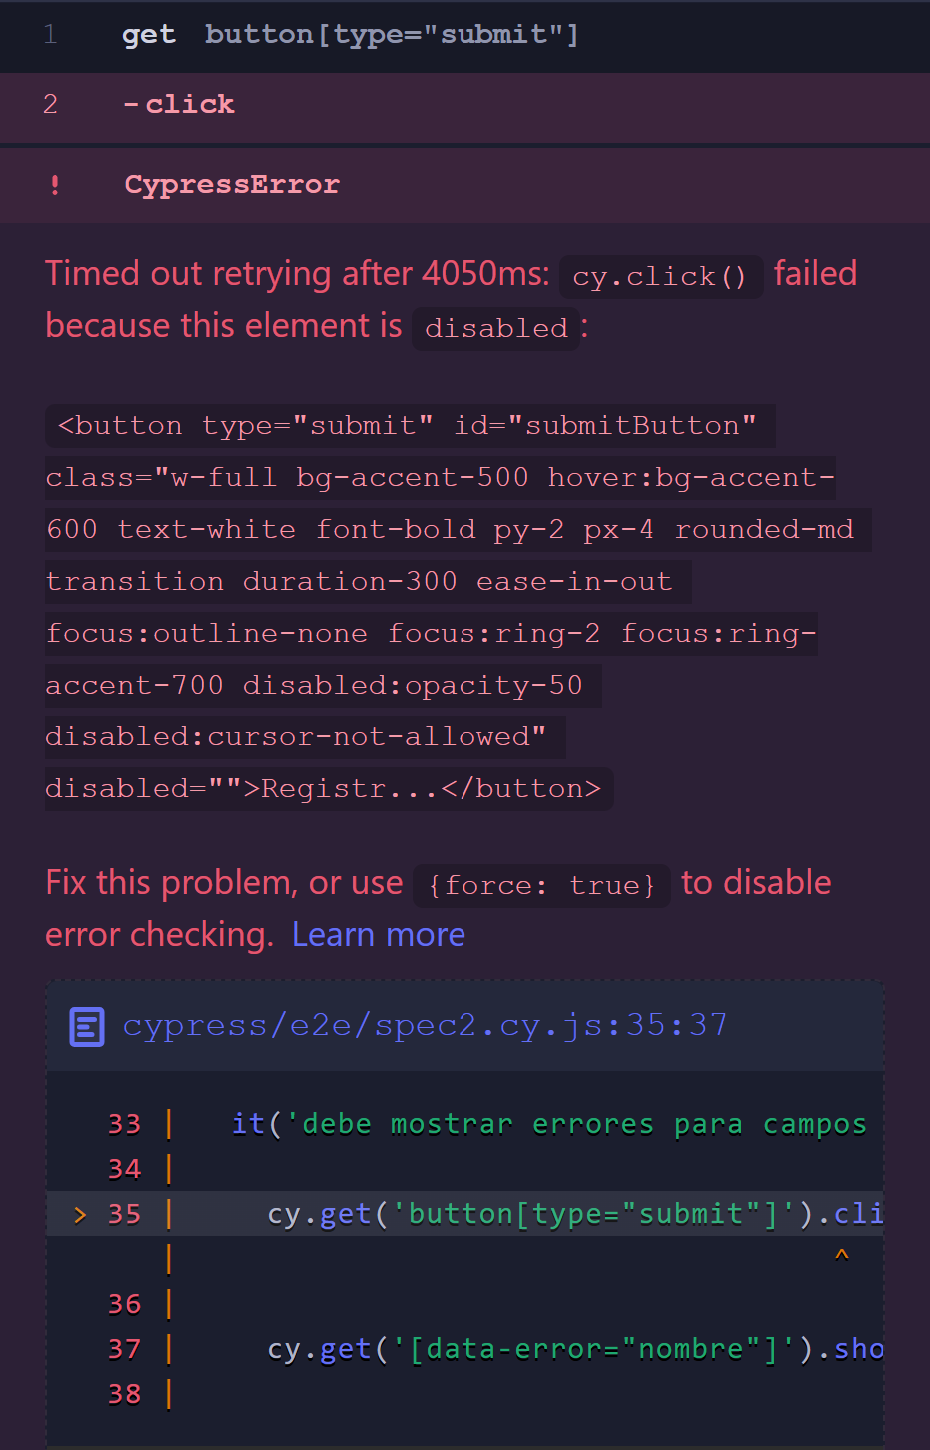 1 get button[type="submit"]
2 -click
! CypressError
Timed out retrying after 4050ms: cy.click() failed
because this element is disabled:
<button type="submit" id="submitButton"
class="w-full bg-accent-500 hover:bg-accent-
600 text-white font-bold py-2 px-4 rounded-md
transition duration-300 ease-in-out
focus:outline-none focus:ring-2 focus:ring-
accent-700 disabled:opacity-50
disabled:cursor-not-allowed"
disabled="">Registr...</button>
Fix this problem, or use {force: true} to disable
error checking. Learn more
cypress/e2e/spec2.cy.js:35:37
33 | it('debe mostrar errores para campos
34 |
> 35 | cy.get('button[type="submit"]').cli
| ^
36 |
37 | cy.get('[data-error="nombre"]').sho
38 |